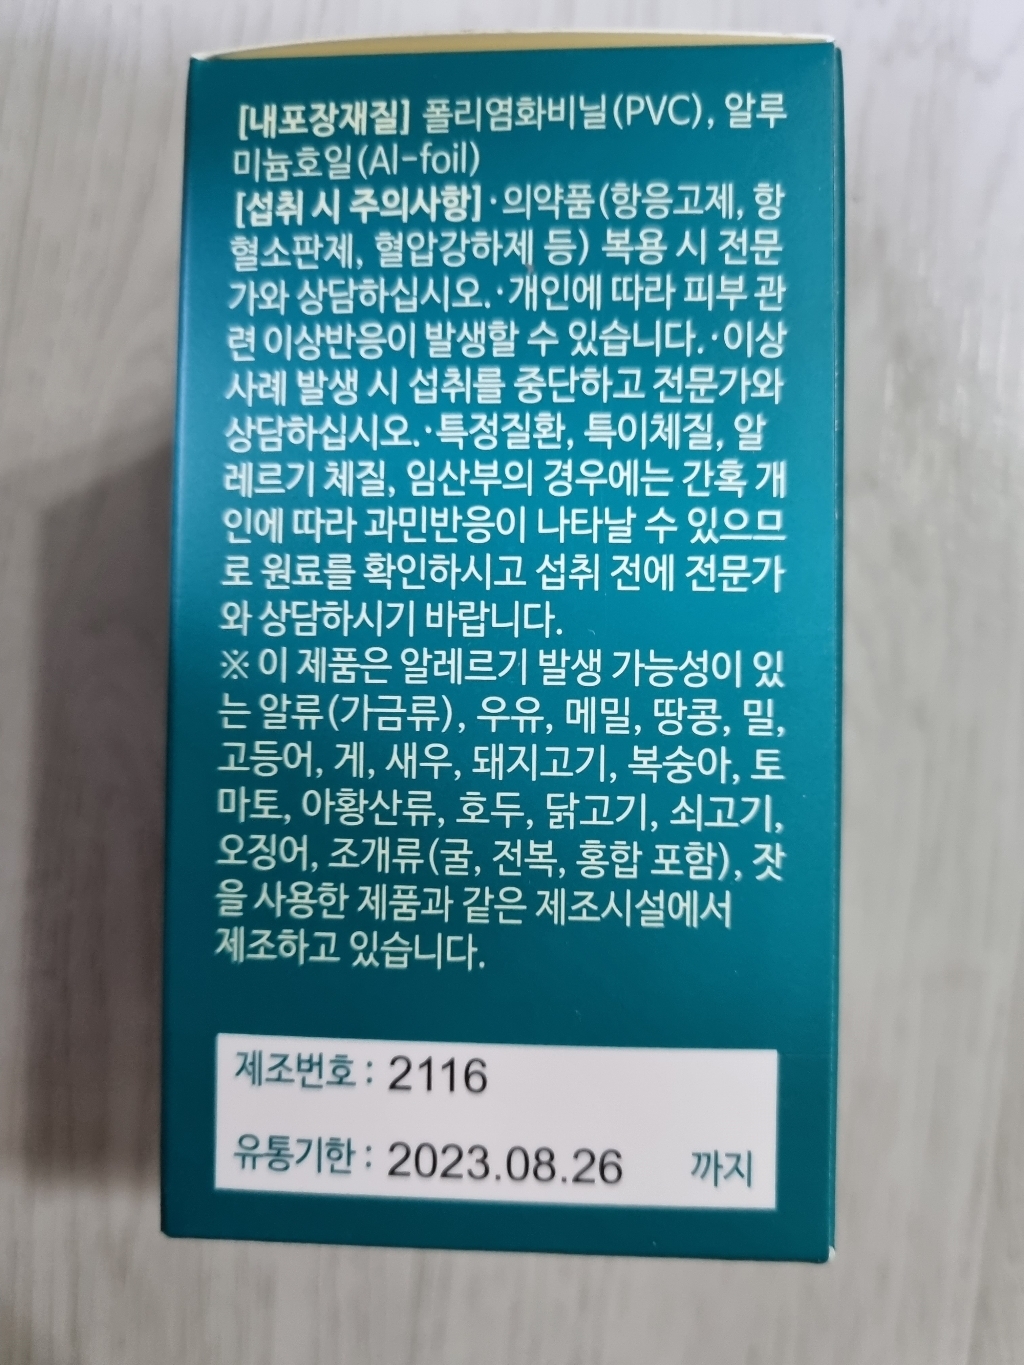 [내포장재질] 폴리염화비닐(PVC), 알루
미늄호일(Al-foil)
[섭취 시 주의사항]·의약품(항응고제, 항
혈소판제, 혈압강하제 등) 복용 시 전문
가와 상담하십시오.·개인에 따라 피부 관
련 이상반응이 발생할 수 있습니다.·이상
사례 발생 시 섭취를 중단하고 전문가와
상담하십시오.·특정질환, 특이체질, 알
레르기 체질, 임산부의 경우에는 간혹 개
인에 따라 과민반응이 나타날 수 있으므
로 원료를 확인하시고 섭취 전에 전문가
와 상담하시기 바랍니다.
※ 이 제품은 알레르기 발생 가능성이 있
는 알류(가금류), 우유, 메밀, 땅콩, 밀,
고등어, 게, 새우, 돼지고기, 복숭아, 토
마토, 아황산류, 호두, 닭고기, 쇠고기,
오징어, 조개류(굴, 전복, 홍합 포함), 잣
을 사용한 제품과 같은 제조시설에서
제조하고 있습니다.
제조번호 : 2116
유통기한 : 2023.08.26 까지